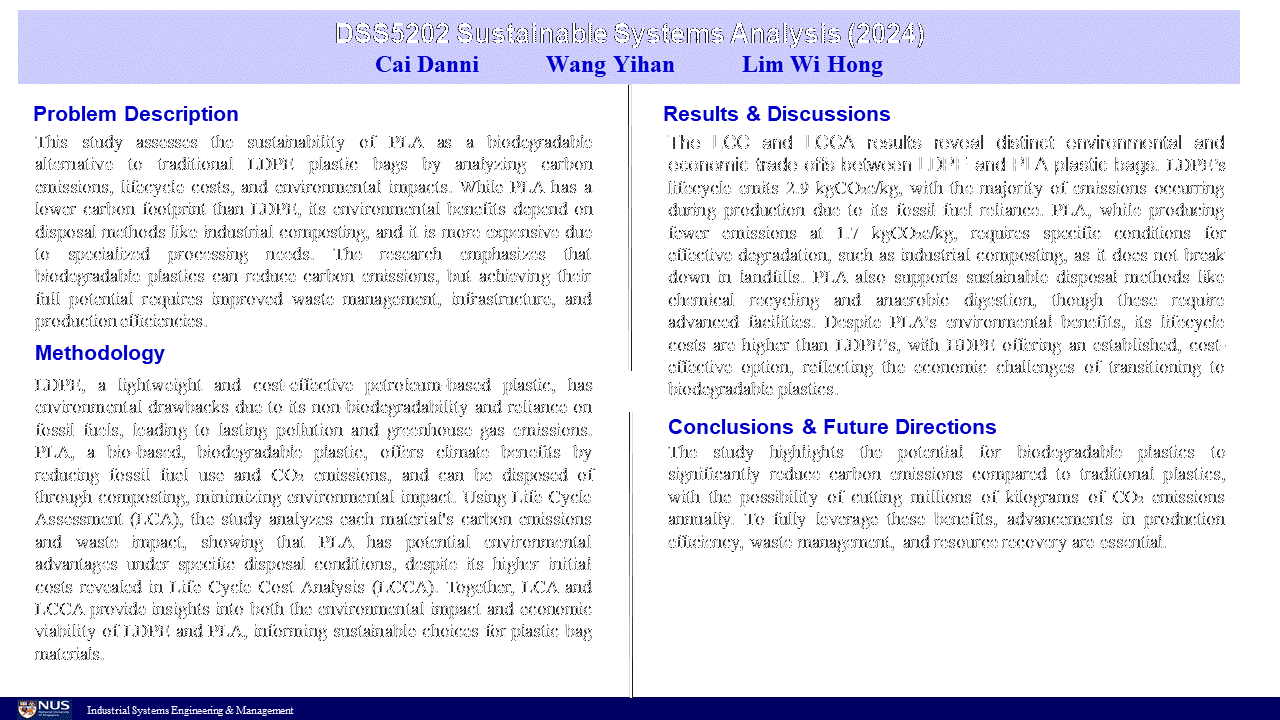 DSS5202 Sustainable Systems Analysis (2024)
Cai Danni Wang Yihan Lim Wi Hong
Problem Description
This study assesses the sustainability of PLA as a biodegradable
alternative to traditional LDPE plastic bags by analyzing carbon
emissions, lifecycle costs, and environmental impacts. While PLA has a
lower carbon footprint than LDPE, its environmental benefits depend on
disposal methods like industrial composting, and it is more expensive due
to specialized processing needs. The research emphasizes that
biodegradable plastics can reduce carbon emissions, but achieving their
full potential requires improved waste management, infrastructure, and
production efficiencies.
Methodology
LDPE, a lightweight and cost-effective petroleum-based plastic, has
environmental drawbacks due to its non-biodegradability and reliance on
fossil fuels, leading to lasting pollution and greenhouse gas emissions.
PLA, a bio-based, biodegradable plastic, offers climate benefits by
reducing fossil fuel use and CO₂ emissions, and can be disposed of
through composting, minimizing environmental impact. Using Life Cycle
Assessment (LCA), the study analyzes each material's carbon emissions
and waste impact, showing that PLA has potential environmental
advantages under specific disposal conditions, despite its higher initial
costs revealed in Life Cycle Cost Analysis (LCCA). Together, LCA and
LCCA provide insights into both the environmental impact and economic
viability of LDPE and PLA, informing sustainable choices for plastic bag
materials.
Results & Discussions
The LCC and LCCA results reveal distinct environmental and
economic trade-offs between LDPE and PLA plastic bags. LDPE's
lifecycle emits 2.9 kgCO₂e/kg, with the majority of emissions occurring
during production due to its fossil fuel reliance. PLA, while producing
fewer emissions at 1.7 kgCO₂e/kg, requires specific conditions for
effective degradation, such as industrial composting, as it does not break
down in landfills. PLA also supports sustainable disposal methods like
chemical recycling and anaerobic digestion, though these require
advanced facilities. Despite PLA's environmental benefits, its lifecycle
costs are higher than LDPE's, with HDPE offering an established, cost-
effective option, reflecting the economic challenges of transitioning to
biodegradable plastics.
Conclusions & Future Directions
The study highlights the potential for biodegradable plastics to
significantly reduce carbon emissions compared to traditional plastics,
with the possibility of cutting millions of kilograms of CO₂ emissions
annually. To fully leverage these benefits, advancements in production
efficiency, waste management, and resource recovery are essential.
NUS
National University
of Singapore
Industrial Systems Engineering & Management